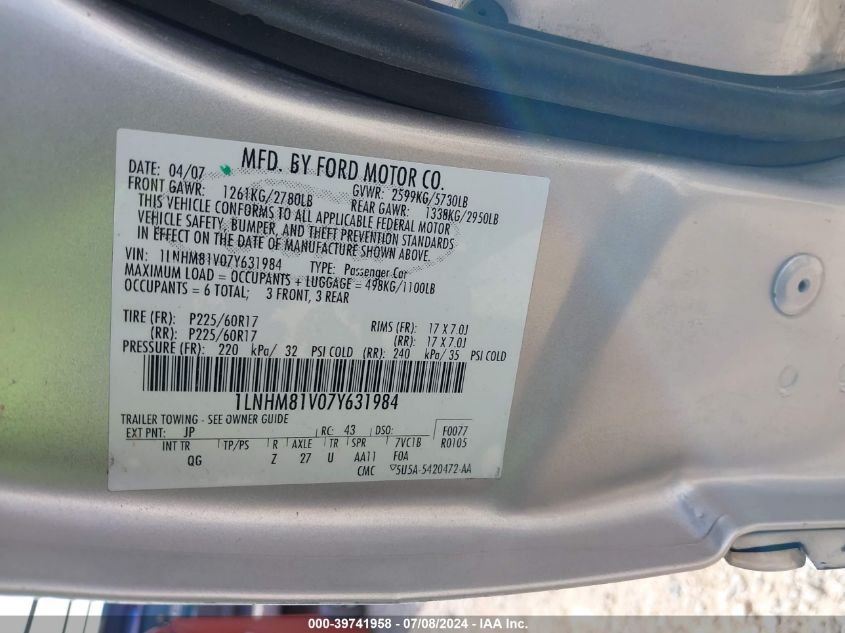 MFD. BY FORD MOTOR CO.
DATE: 04/07
GVWR: 2599KG/5730LB
FRONT GAWR: 1261KG/2780LB REAR GAWR: 1338KG/2950LB
THIS VEHICLE CONFORMS TO ALL APPLICABLE FEDERAL MOTOR
VEHICLE SAFETY, BUMPER, AND THEFT PREVENTION STANDARDS
IN EFFECT ON THE DATE OF MANUFACTURE SHOWN ABOVE.
VIN: 1LNHM81V07Y631984 TYPE: Passenger Car
MAXIMUM LOAD = OCCUPANTS + LUGGAGE = 498KG/1100LB
OCCUPANTS = 6 TOTAL; 3 FRONT, 3 REAR
TIRE (FR): P225/60R17 RIMS (FR): 17 X 7.0J
(RR): P225/60R17 (RR): 17 X 7.0J
PRESSURE (FR): 220 kPa/ 32 PSI COLD (RR): 240 kPa/ 35 PSI COLD
1LNHM81V07Y631984
TRAILER TOWING - SEE OWNER GUIDE
EXT PNT: JP RC: 43 DSO: F0077
INT TR TP/PS R AXLE TR SPR 7VC1B R0105
QG Z 27 U AA11 F0A
CMC 5U5A-5420472-AA
000-39741958 - 07/08/2024 - IAA Inc.